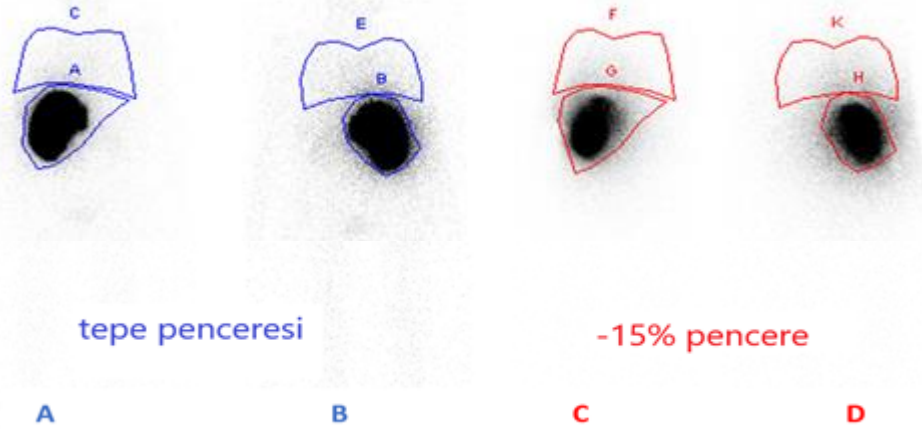 C E F K
A B G H
tepe penceresi -15% pencere
A B C D